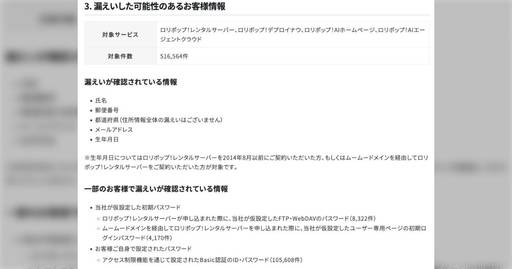 3. 漏えいした可能性のあるお客様情報
対象サービス
ロリポップ！レンタルサーバー、ロリポップ！デプロイナウ、ロリポップ！AIホームページ、ロリポップ！AIエ
ージェントクラウド
対象件数
516,564件
漏えいが確認されている情報
• 氏名
• 郵便番号
• 都道府県（住所情報全体の漏えいはございません）
• メールアドレス
• 生年月日
※生年月日についてはロリポップ！レンタルサーバーを2014年8月以前にご契約いただいた方、もしくはムームードメインを経由してロリ
ポップ！レンタルサーバーをご契約いただいた方が対象です。
一部のお客様で漏えいが確認されている情報
• 当社が仮設定した初期パスワード
○ ロリポップ！レンタルサーバーが申し込まれた際に、当社が仮設定したFTP・WebDAVのパスワード（8,322件）
○ ムームードメインを経由してロリポップ！レンタルサーバーを申し込まれた際に、当社が仮設定したユーザー専用ページの初期ロ
グインパスワード（4,170件）
• お客様ご自身で設定されたパスワード
○ アクセス制限機能を通じて設定されたBasic認証のID・パスワード（105,608件）